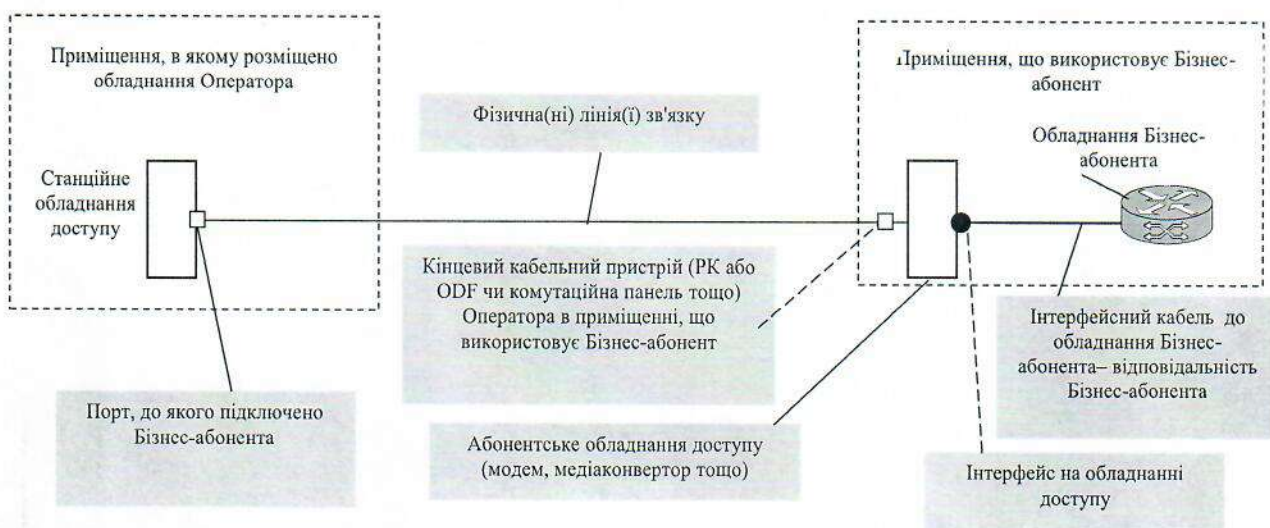 Приміщення, в якому розміщено
обладнання Оператора
Приміщення, що використовує Бізнес-
абонент
Фізична(ні) лінія(ї) зв'язку
Обладнання Бізнес-
абонента
Станційне
обладнання
доступу
Кінцевий кабельний пристрій (РК або
ODF чи комутаційна панель тощо)
Оператора в приміщенні, що
використовує Бізнес-абонент
Інтерфейсний кабель до
обладнання Бізнес-
абонента– відповідальність
Бізнес-абонента
Порт, до якого підключено
Бізнес-абонента
Абонентське обладнання доступу
(модем, медіаконвертор тощо)
Інтерфейс на обладнанні
доступу